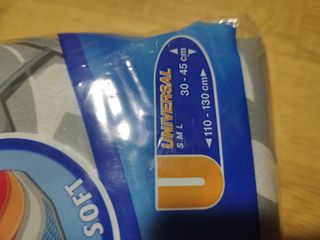 UNIVERSAL
S M L
30 - 45 cm
110 - 130 cm
SOFT